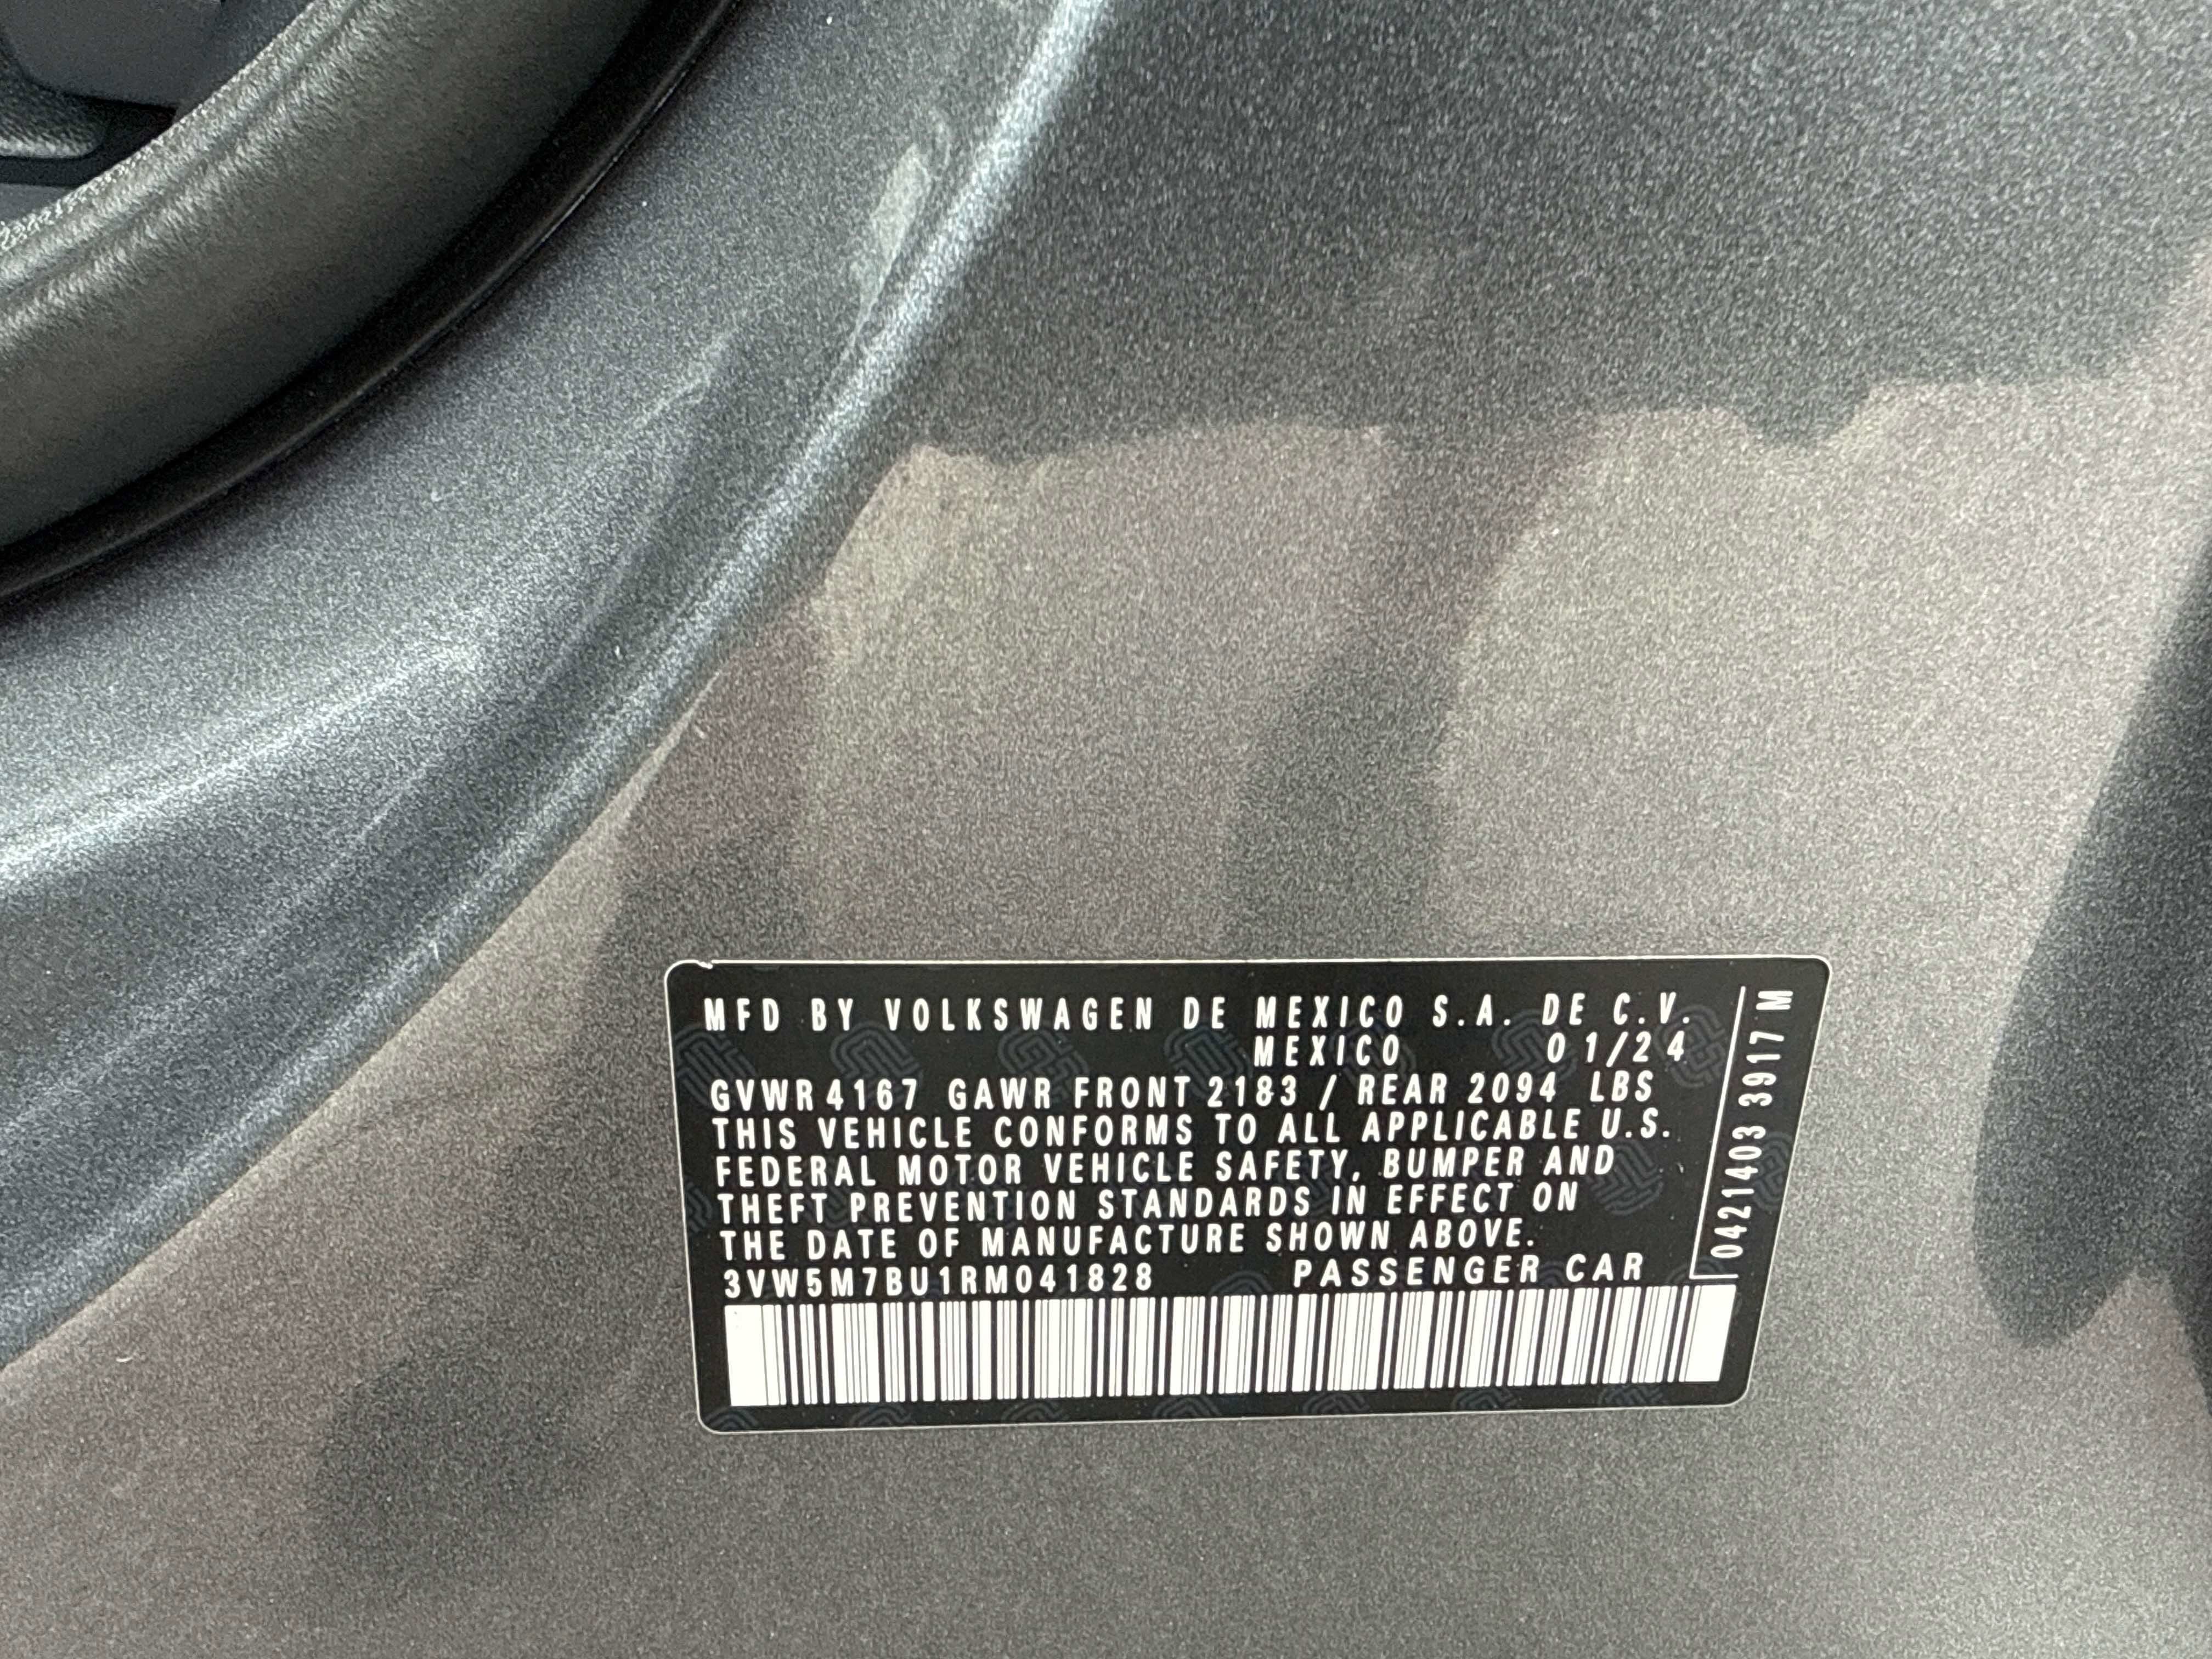 MFD BY VOLKSWAGEN DE MEXICO S.A. DE C.V.
MEXICO 01/24
GVWR 4167 GAWR FRONT 2183 / REAR 2094 LBS
THIS VEHICLE CONFORMS TO ALL APPLICABLE U.S.
FEDERAL MOTOR VEHICLE SAFETY, BUMPER AND
THEFT PREVENTION STANDARDS IN EFFECT ON
THE DATE OF MANUFACTURE SHOWN ABOVE.
3VW5M7BU1RM041828 PASSENGER CAR
0421403 3917 M